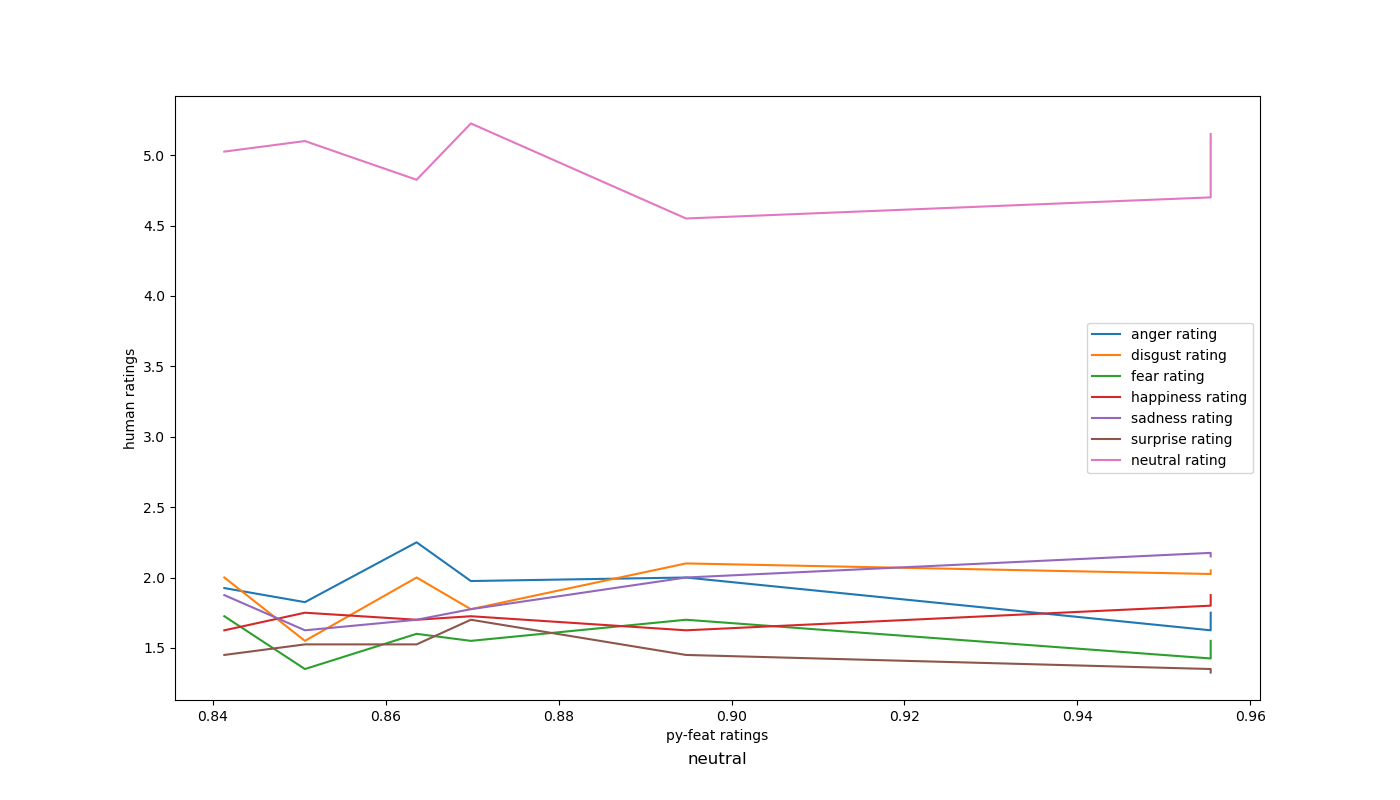 5.0
4.5
4.0
3.5
3.0
2.5
2.0
1.5
human ratings
anger rating
disgust rating
fear rating
happiness rating
sadness rating
surprise rating
neutral rating
0.84 0.86 0.88 0.90 0.92 0.94 0.96
py-feat ratings
neutral